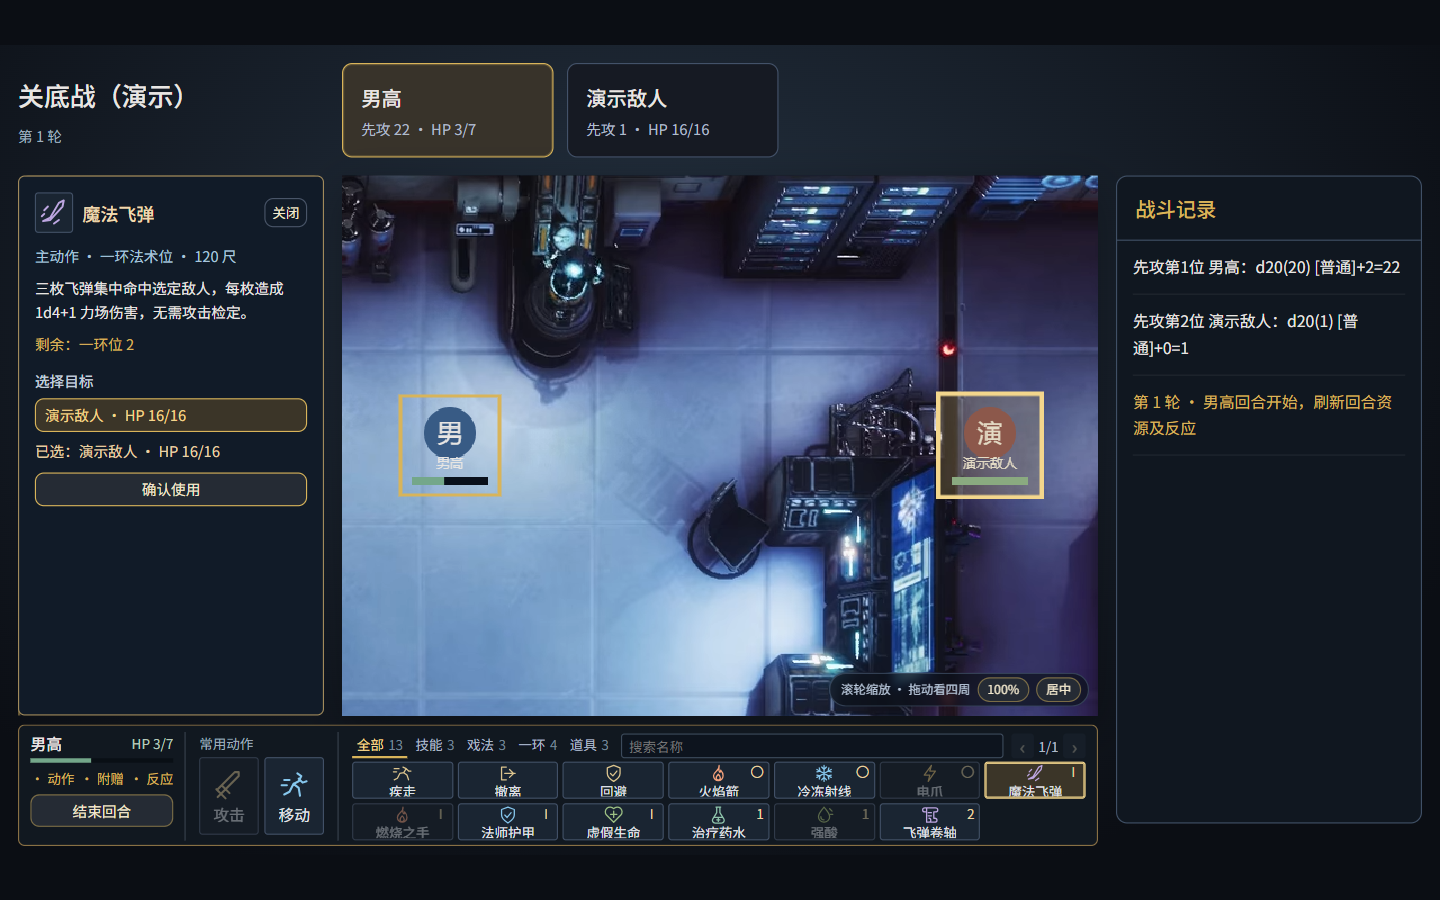 关底战（演示）
第 1 轮
男高
先攻 22 · HP 3/7
演示敌人
先攻 1 · HP 16/16
魔法飞弹
关闭
主动作 · 一环法术位 · 120 尺
三枚飞弹集中命中选定敌人，每枚造成
1d4+1 力场伤害，无需攻击检定。
剩余：一环位 2
选择目标
演示敌人 · HP 16/16
已选：演示敌人 · HP 16/16
确认使用
男
男高
演
演示敌人
滚轮缩放 · 拖动看四周
100%
居中
战斗记录
先攻第1位 男高：d20(20) [普通]+2=22
先攻第2位 演示敌人：d20(1) [普
通]+0=1
第 1 轮 · 男高回合开始，刷新回合资
源及反应
男高
HP 3/7
· 动作 · 附赠 · 反应
结束回合
常用动作
攻击
移动
全部 13
技能 3
戏法 3
一环 4
道具 3
搜索名称
‹ 1/1 ›
疾走
撤离
回避
火焰箭
冷冻射线
电爪
魔法飞弹 I
燃烧之手 I
法师护甲 I
虚假生命 I
治疗药水 1
强酸 1
飞弹卷轴 2